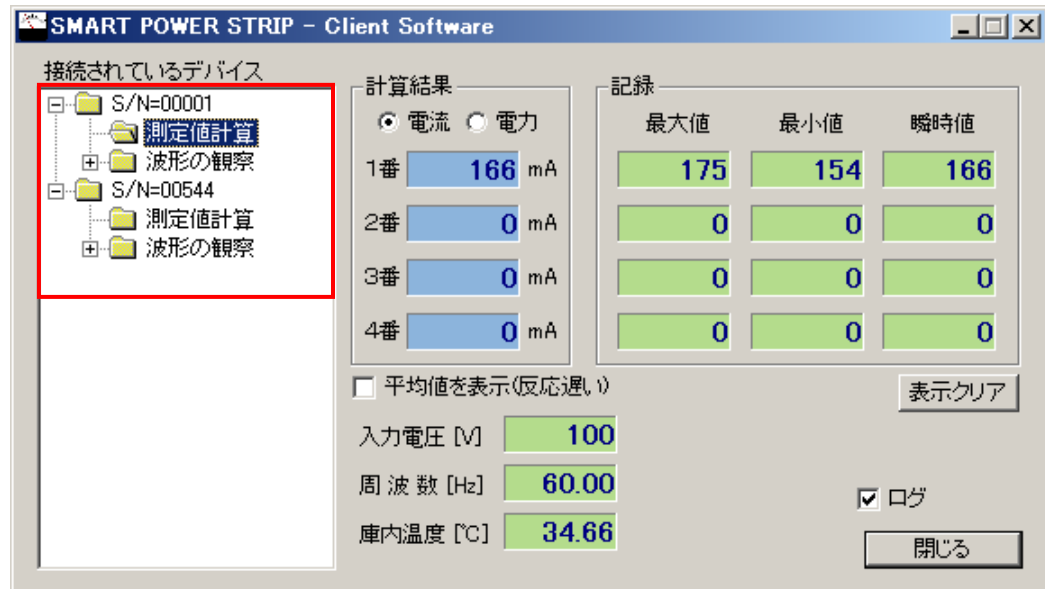 SMART POWER STRIP - Client Software
接続されているデバイス
S/N=00001
測定値計算
波形の観察
S/N=00544
測定値計算
波形の観察
計算結果
電流 電力
1番 166 mA
2番 0 mA
3番 0 mA
4番 0 mA
記録
最大値 最小値 瞬時値
175 154 166
0 0 0
0 0 0
0 0 0
平均値を表示(反応遅い)
表示クリア
入力電圧 [V] 100
周 波 数 [Hz] 60.00
庫内温度 [℃] 34.66
ログ
閉じる